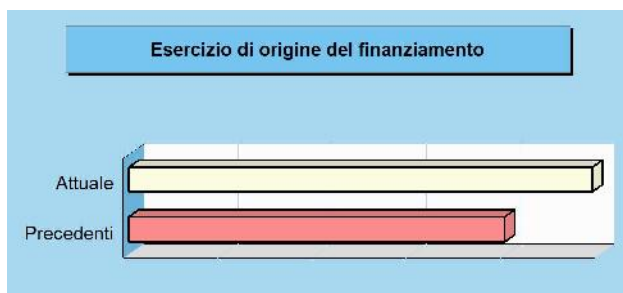 Esercizio di origine del finanziamento
Attuale
Precedenti